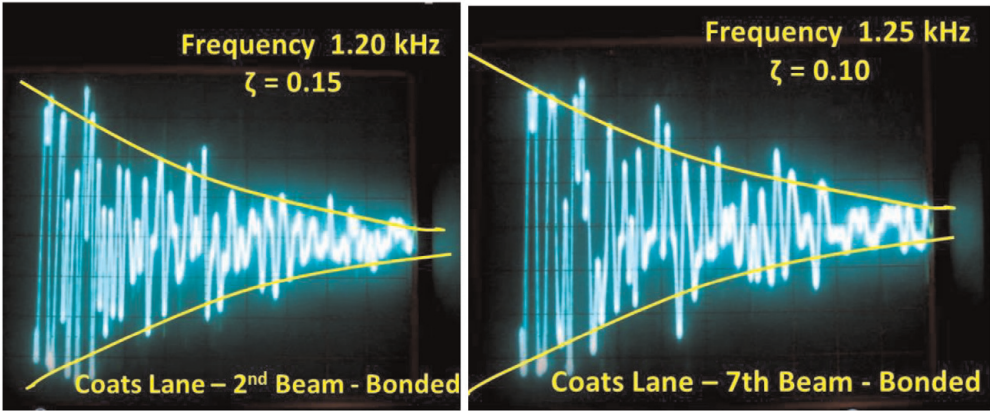 Frequency 1.20 kHz
ζ = 0.15
Coats Lane – 2nd Beam - Bonded
Frequency 1.25 kHz
ζ = 0.10
Coats Lane – 7th Beam - Bonded